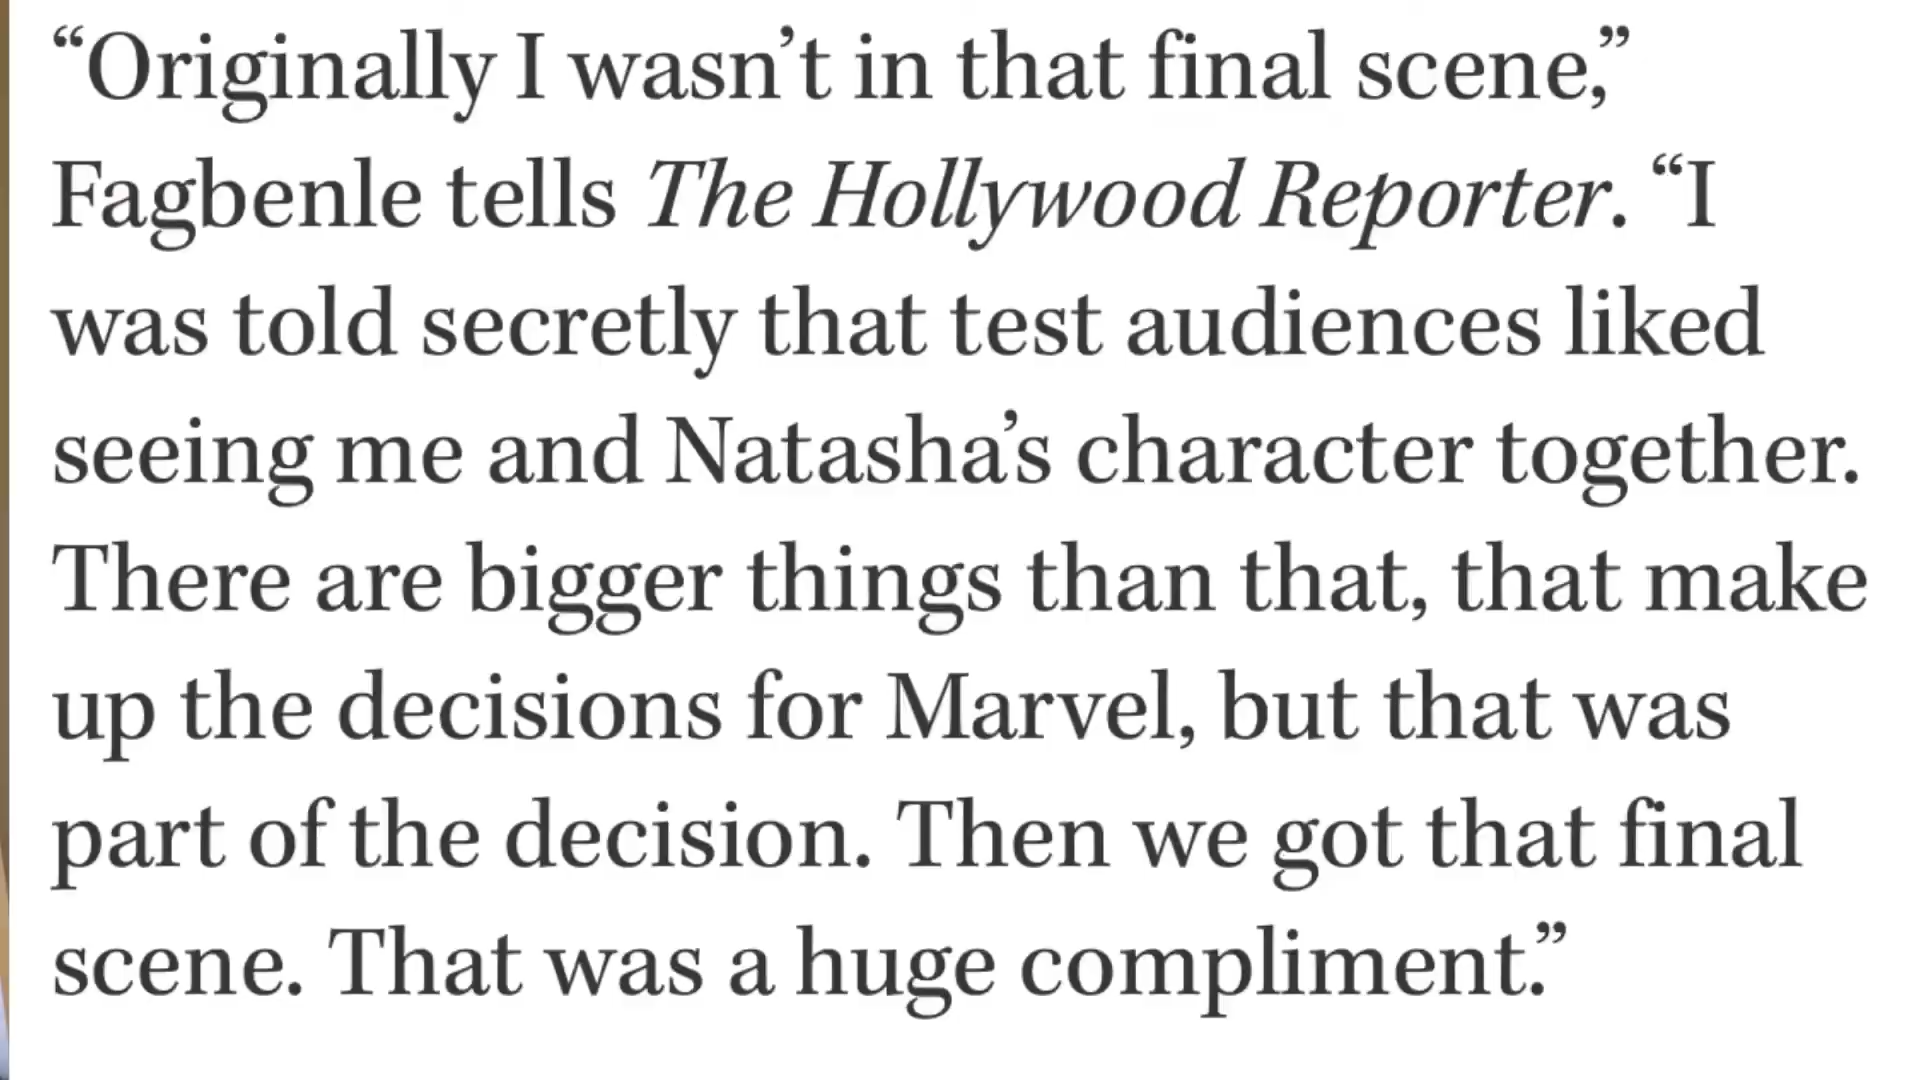 “Originally I wasn’t in that final scene,”
Fagbenle tells The Hollywood Reporter. “I
was told secretly that test audiences liked
seeing me and Natasha’s character together.
There are bigger things than that, that make
up the decisions for Marvel, but that was
part of the decision. Then we got that final
scene. That was a huge compliment.”